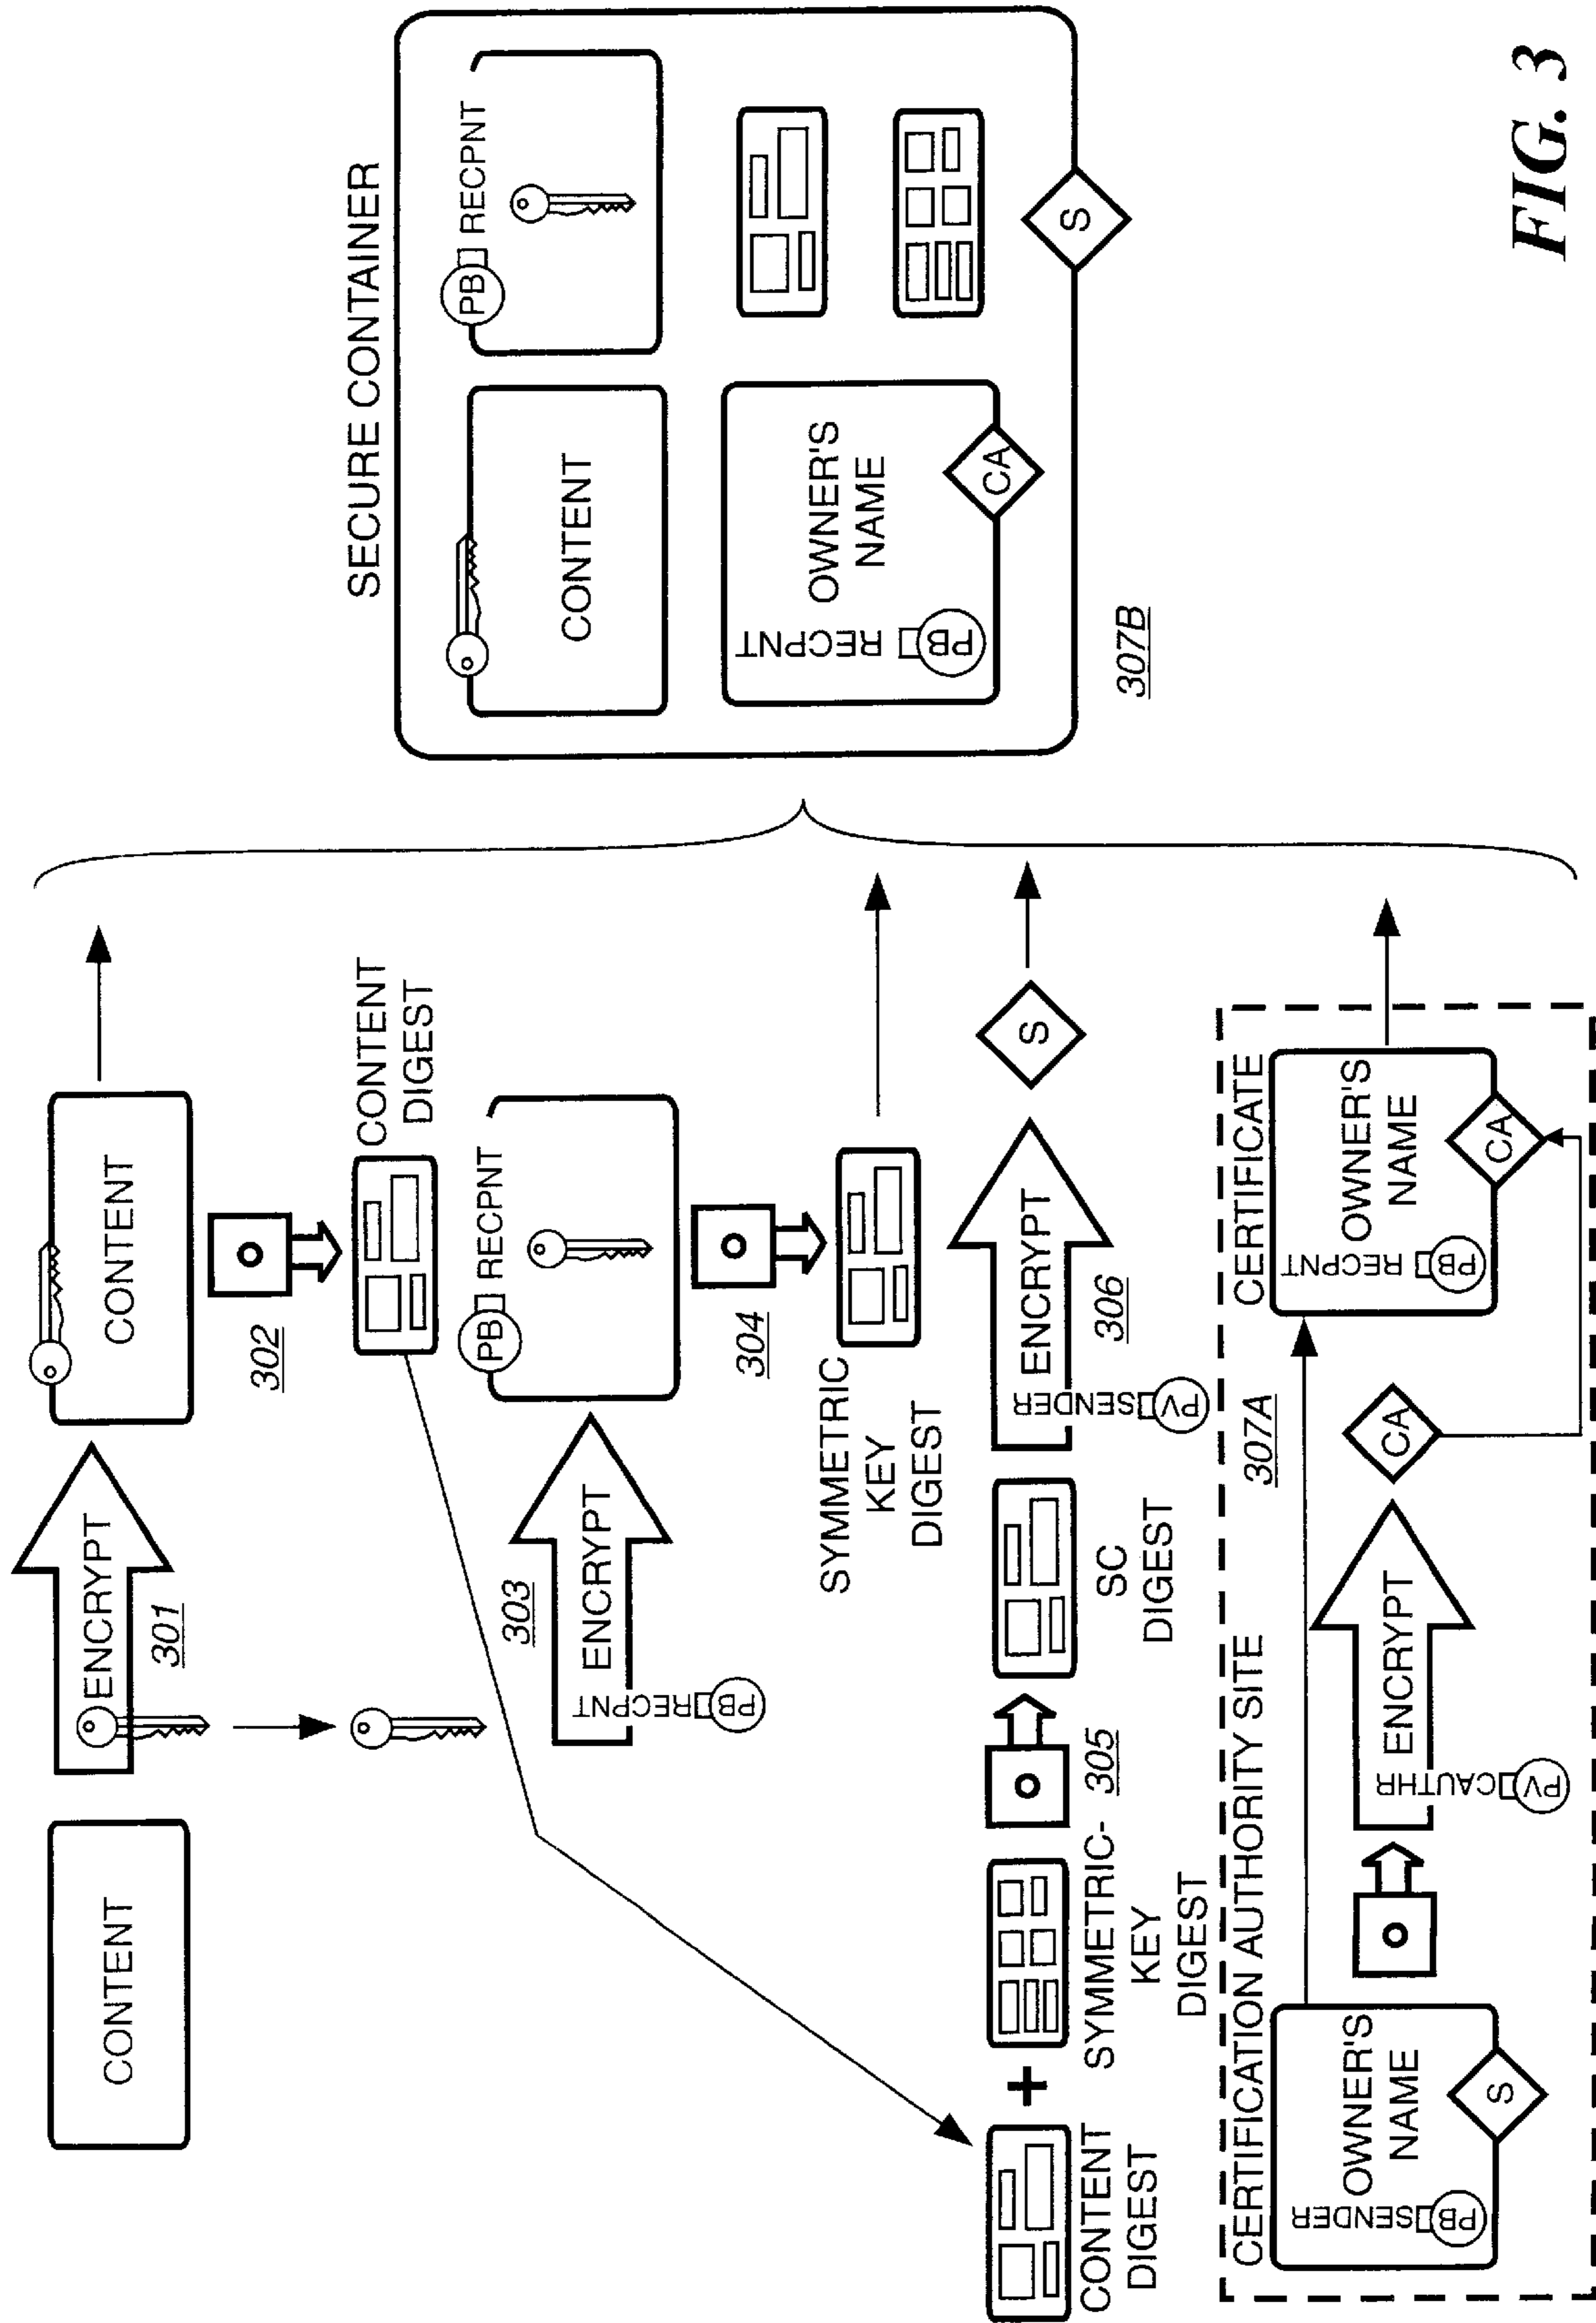 CONTENT
ENCRYPT
301
CONTENT
302
CONTENT
DIGEST
303
ENCRYPT
PB RECPNT
PB RECPNT
304
SYMMETRIC
KEY
DIGEST
CONTENT
DIGEST
+
SYMMETRIC-
KEY
DIGEST
305
SC
DIGEST
ENCRYPT
PV SENDER
306
S
CERTIFICATION AUTHORITY SITE
307A
CERTIFICATE
PB SENDER
OWNER'S
NAME
S
ENCRYPT
PV CAUTHR
CA
PB RECPNT
OWNER'S
NAME
CA
SECURE CONTAINER
CONTENT
PB RECPNT
PB RECPNT
OWNER'S
NAME
CA
S
307B
FIG. 3